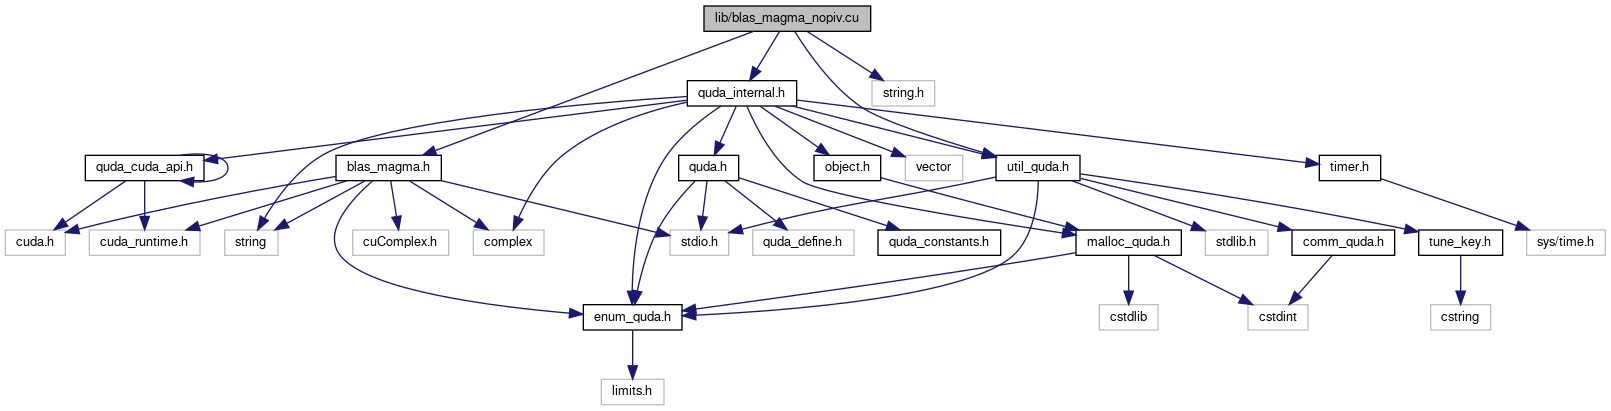 lib/blas_magma_nopiv.cu
quda_internal.h
string.h
quda_cuda_api.h
blas_magma.h
quda.h
object.h
vector
util_quda.h
timer.h
cuda.h
cuda_runtime.h
string
cuComplex.h
complex
stdio.h
quda_define.h
quda_constants.h
malloc_quda.h
stdlib.h
comm_quda.h
tune_key.h
sys/time.h
enum_quda.h
cstdlib
cstdint
cstring
limits.h